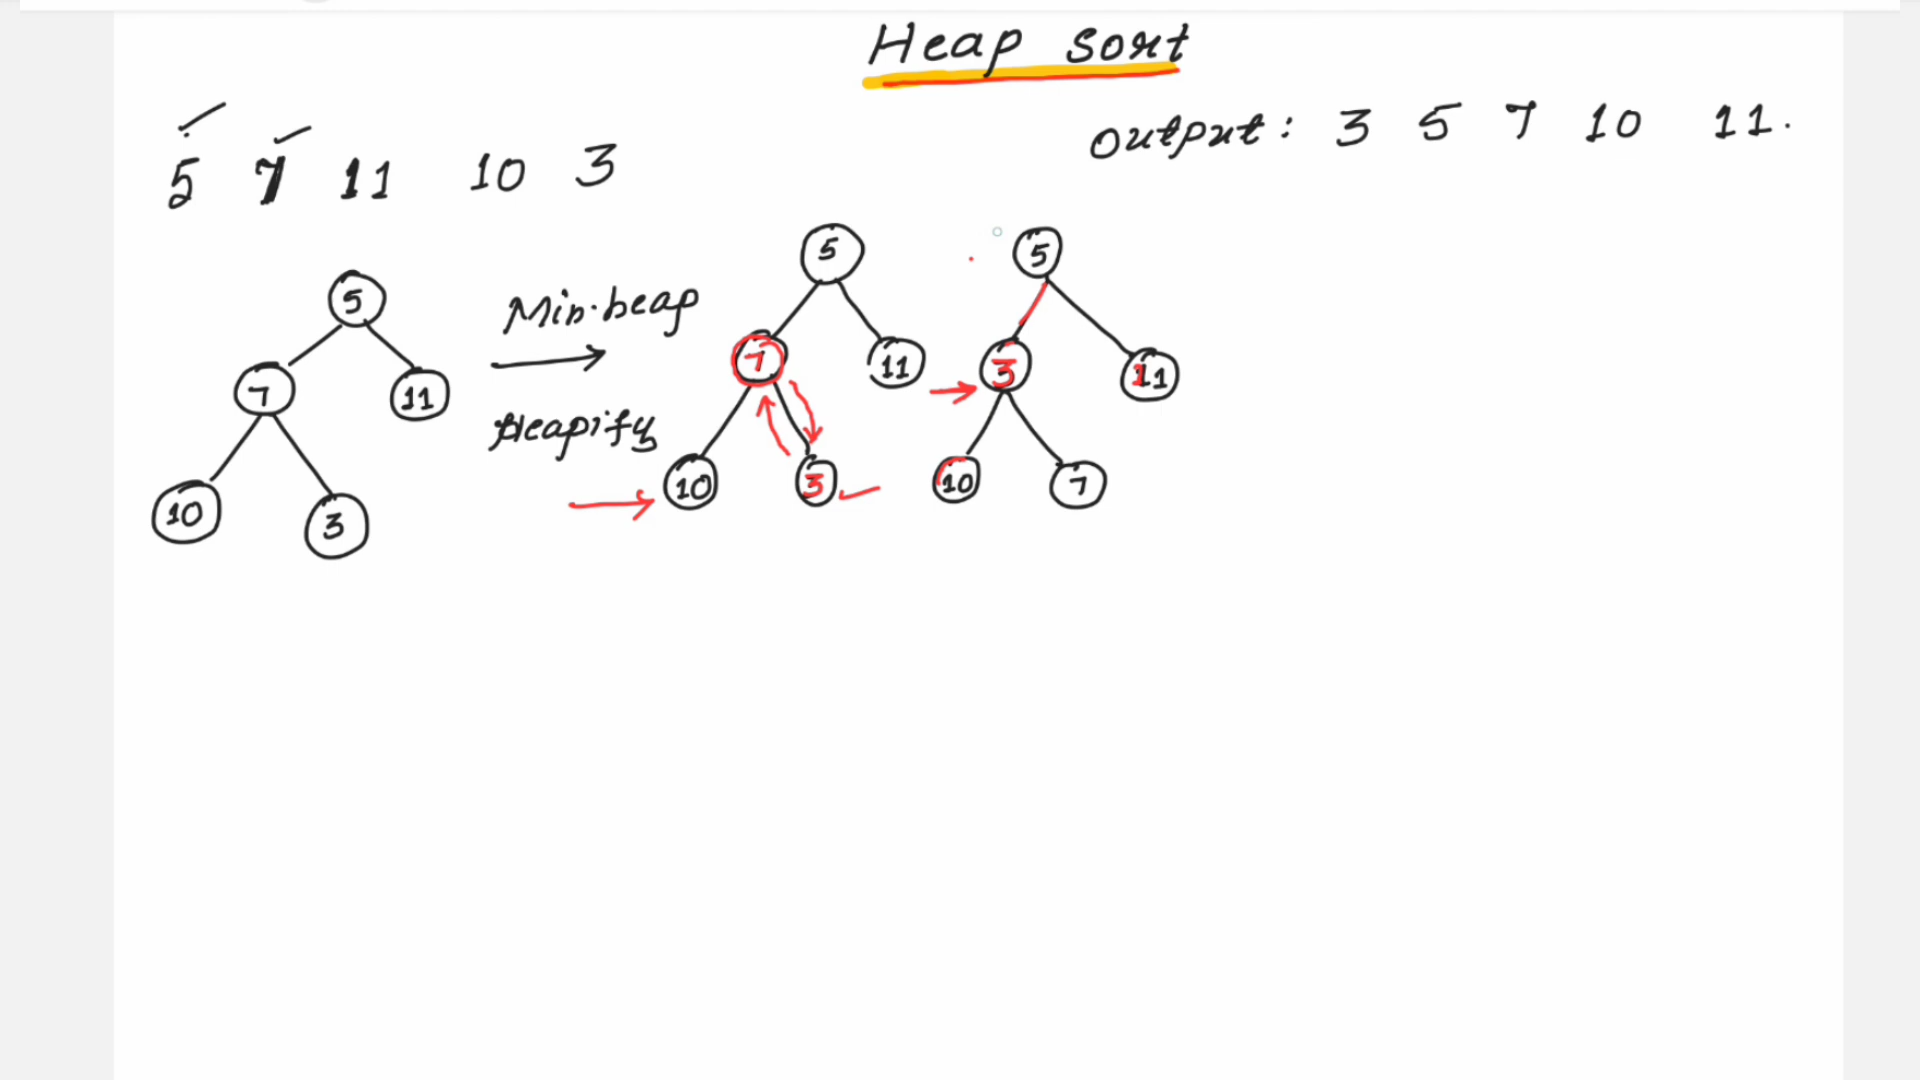 Heap sort
output: 3 5 7 10 11.
5 7 11 10 3
5
7 11
10 3
Min-heap
Heapify
5
7 11
10 3
5
3 11
10 7